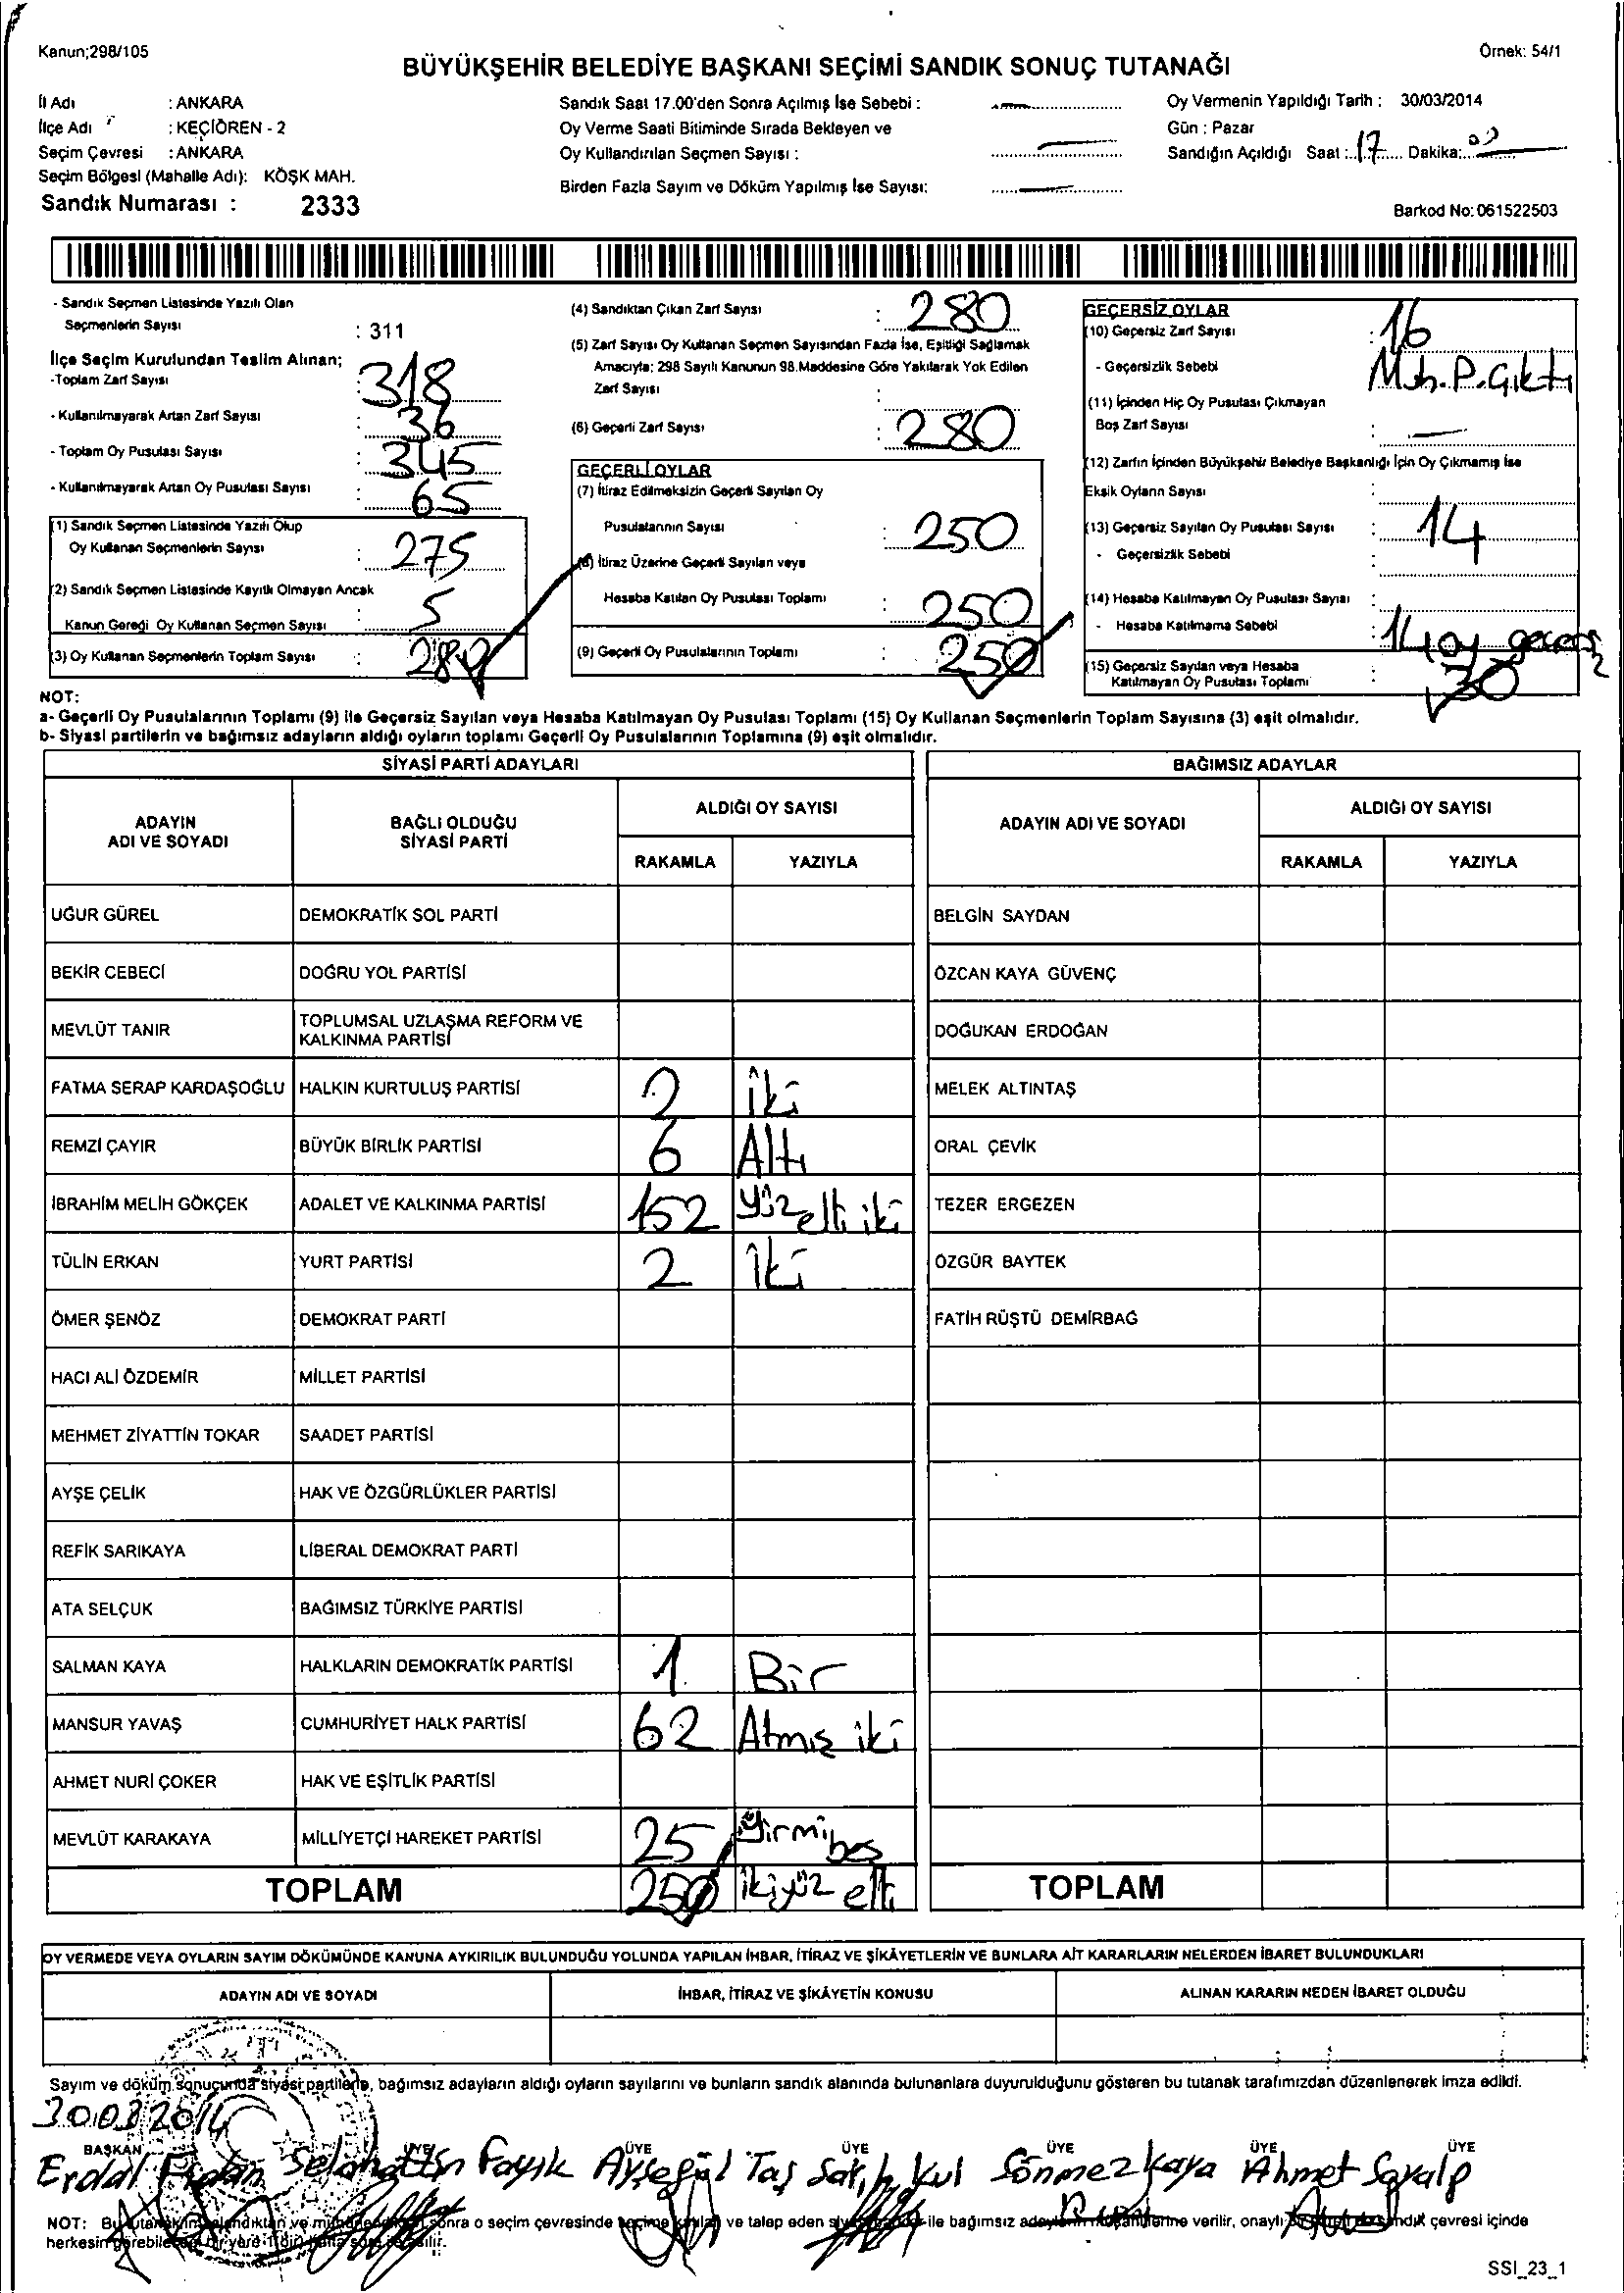 Kanun;298/105
Örnek: 54/1
BÜYÜKŞEHİR BELEDİYE BAŞKANI SEÇİMİ SANDIK SONUÇ TUTANAĞI
İl Adı : ANKARA
İlçe Adı : KEÇİÖREN - 2
Seçim Çevresi : ANKARA
Seçim Bölgesi (Mahalle Adı): KÖŞK MAH.
Sandık Numarası : 2333
Sandık Saat 17.00'den Sonra Açılmış İse Sebebi :
Oy Verme Saati Bitiminde Sırada Bekleyen ve
Oy Kullandırılan Seçmen Sayısı :
Birden Fazla Sayım ve Döküm Yapılmış İse Sayısı:
Oy Vermenin Yapıldığı Tarih : 30/03/2014
Gün : Pazar
Sandığın Açıldığı Saat : 17 Dakika: 00
Barkod No: 061522503
- Sandık Seçmen Listesinde Yazılı Olan
Seçmenlerin Sayısı : 311
İlçe Seçim Kurulundan Teslim Alınan;
-Toplam Zarf Sayısı 318
- Kullanılmayarak Artan Zarf Sayısı 36
- Toplam Oy Pusulası Sayısı 345
- Kullanılmayarak Artan Oy Pusulası Sayısı 65
(1) Sandık Seçmen Listesinde Yazılı Olup
Oy Kullanan Seçmenlerin Sayısı : 275
(2) Sandık Seçmen Listesinde Kayıtlı Olmayan Ancak
Kanun Gereği Oy Kullanan Seçmen Sayısı : 5
(3) Oy Kullanan Seçmenlerin Toplam Sayısı : 280
(4) Sandıktan Çıkan Zarf Sayısı : 280
(5) Zarf Sayısı Oy Kullanan Seçmen Sayısından Fazla İse, Eşitliği Sağlamak
Amacıyla; 298 Sayılı Kanunun 98.Maddesine Göre Yakılarak Yok Edilen
Zarf Sayısı :
(6) Geçerli Zarf Sayısı : 280
GEÇERLİ OYLAR
(7) İtiraz Edilmeksizin Geçerli Sayılan Oy
Pusulalarının Sayısı : 250
(8) İtiraz Üzerine Geçerli Sayılan veya
Hesaba Katılan Oy Pusulası Toplamı : 250
(9) Geçerli Oy Pusulalarının Toplamı : 250
GEÇERSİZ OYLAR
(10) Geçersiz Zarf Sayısı : 16
- Geçersizlik Sebebi Muh.P.Çıktı
(11) İçinden Hiç Oy Pusulası Çıkmayan
Boş Zarf Sayısı : —
(12) Zarfın İçinden Büyükşehir Belediye Başkanlığı İçin Oy Çıkmamış İse
Eksik Oyların Sayısı :
(13) Geçersiz Sayılan Oy Pusulası Sayısı : 14
- Geçersizlik Sebebi
(14) Hesaba Katılmayan Oy Pusulası Sayısı :
- Hesaba Katılmama Sebebi : 14 oy geçersiz
(15) Geçersiz Sayılan veya Hesaba
Katılmayan Oy Pusulası Toplamı : 30
NOT:
a- Geçerli Oy Pusulalarının Toplamı (9) ile Geçersiz Sayılan veya Hesaba Katılmayan Oy Pusulası Toplamı (15) Oy Kullanan Seçmenlerin Toplam Sayısına (3) eşit olmalıdır.
b- Siyasi partilerin ve bağımsız adayların aldığı oyların toplamı Geçerli Oy Pusulalarının Toplamına (9) eşit olmalıdır.
SİYASİ PARTİ ADAYLARI
BAĞIMSIZ ADAYLAR
ADAYIN ADI VE SOYADI
BAĞLI OLDUĞU SİYASİ PARTİ
ALDIĞI OY SAYISI
RAKAMLA YAZIYLA
ADAYIN ADI VE SOYADI
ALDIĞI OY SAYISI
RAKAMLA YAZIYLA
UĞUR GÜREL DEMOKRATİK SOL PARTİ BELGİN SAYDAN
BEKİR CEBECİ DOĞRU YOL PARTİSİ ÖZCAN KAYA GÜVENÇ
MEVLÜT TANIR TOPLUMSAL UZLAŞMA REFORM VE KALKINMA PARTİSİ DOĞUKAN ERDOĞAN
FATMA SERAP KARDAŞOĞLU HALKIN KURTULUŞ PARTİSİ 2 İki MELEK ALTINTAŞ
REMZİ ÇAYIR BÜYÜK BİRLİK PARTİSİ 6 Altı ORAL ÇEVİK
İBRAHİM MELİH GÖKÇEK ADALET VE KALKINMA PARTİSİ 152 yüz elli iki TEZER ERGEZEN
TÜLİN ERKAN YURT PARTİSİ 2 İki ÖZGÜR BAYTEK
ÖMER ŞENÖZ DEMOKRAT PARTİ FATİH RÜŞTÜ DEMİRBAĞ
HACI ALİ ÖZDEMİR MİLLET PARTİSİ
MEHMET ZİYATTİN TOKAR SAADET PARTİSİ
AYŞE ÇELİK HAK VE ÖZGÜRLÜKLER PARTİSİ
REFİK SARIKAYA LİBERAL DEMOKRAT PARTİ
ATA SELÇUK BAĞIMSIZ TÜRKİYE PARTİSİ
SALMAN KAYA HALKLARIN DEMOKRATİK PARTİSİ 1 Bir
MANSUR YAVAŞ CUMHURİYET HALK PARTİSİ 62 Atmış iki
AHMET NURİ ÇOKER HAK VE EŞİTLİK PARTİSİ
MEVLÜT KARAKAYA MİLLİYETÇİ HAREKET PARTİSİ 25 Yirmi beş
TOPLAM 250 ikiyüz elli TOPLAM
OY VERMEDE VEYA OYLARIN SAYIM DÖKÜMÜNDE KANUNA AYKIRILIK BULUNDUĞU YOLUNDA YAPILAN İHBAR, İTİRAZ VE ŞİKÂYETLERİN VE BUNLARA AİT KARARLARIN NELERDEN İBARET BULUNDUKLARI
ADAYIN ADI VE SOYADI İHBAR, İTİRAZ VE ŞİKÂYETİN KONUSU ALINAN KARARIN NEDEN İBARET OLDUĞU
Sayım ve döküm sonucunda siyasi partilerin, bağımsız adayların aldığı oyların sayılarını ve bunların sandık alanında bulunanlara duyurulduğunu gösteren bu tutanak tarafımızdan düzenlenerek imza edildi.
30.03.2014
BAŞKAN ÜYE ÜYE ÜYE ÜYE ÜYE ÜYE
Erdal Selahattin Fayık Ayşegül Taş Salih Kul Sönmez Kaya Ahmet Sayalp
NOT: Bu tutanak sonra o seçim çevresinde ve talep eden ile bağımsız adayların verilir, onaylı çevresi içinde
herkesin görebileceği bir yere
SSI_23_1